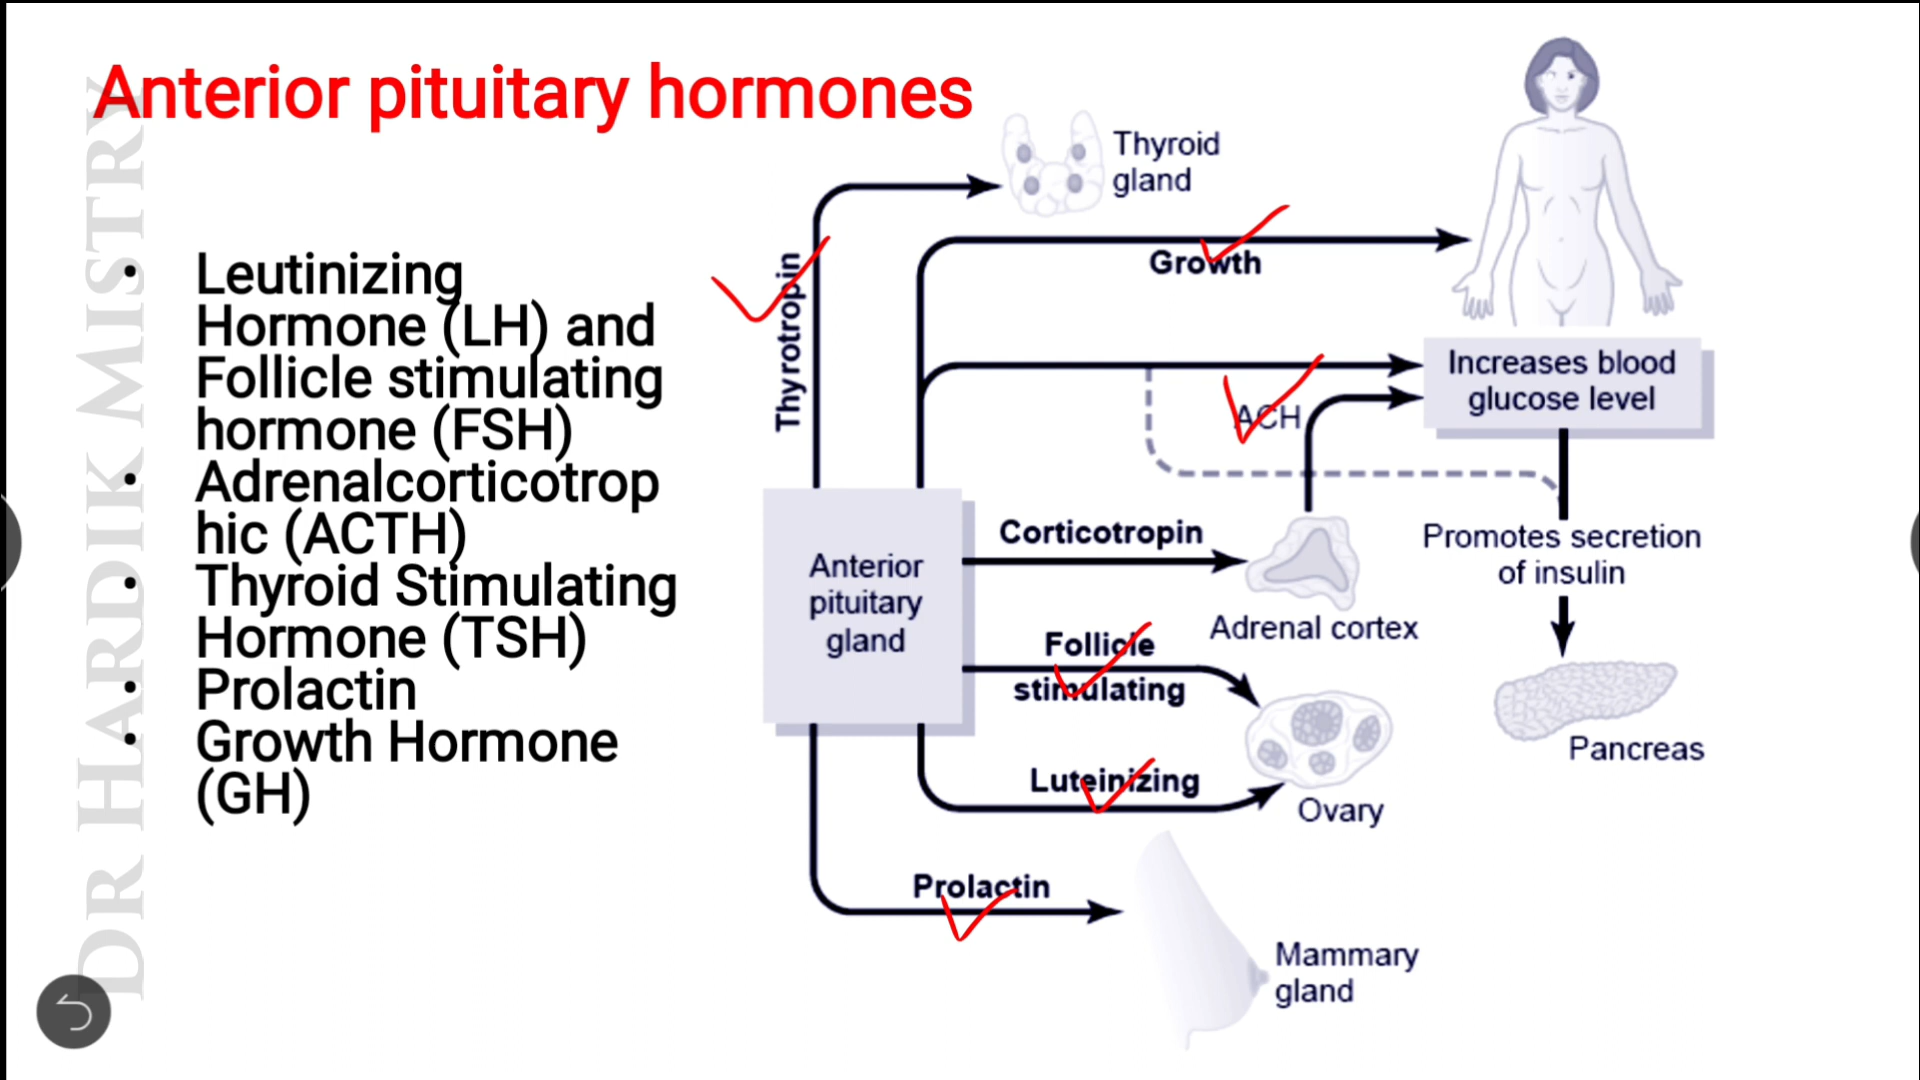 Anterior pituitary hormones
DR HARDIK MISTRY
• Leutinizing
Hormone (LH) and
Follicle stimulating
hormone (FSH)
• Adrenalcorticotrop
hic (ACTH)
• Thyroid Stimulating
Hormone (TSH)
• Prolactin
• Growth Hormone
(GH)
Thyroid
gland
Thyrotropin
Growth
Increases blood
glucose level
ACH
Corticotropin
Promotes secretion
of insulin
Anterior
pituitary
gland
Adrenal cortex
Follicle
stimulating
Pancreas
Luteinizing
Ovary
Prolactin
Mammary
gland